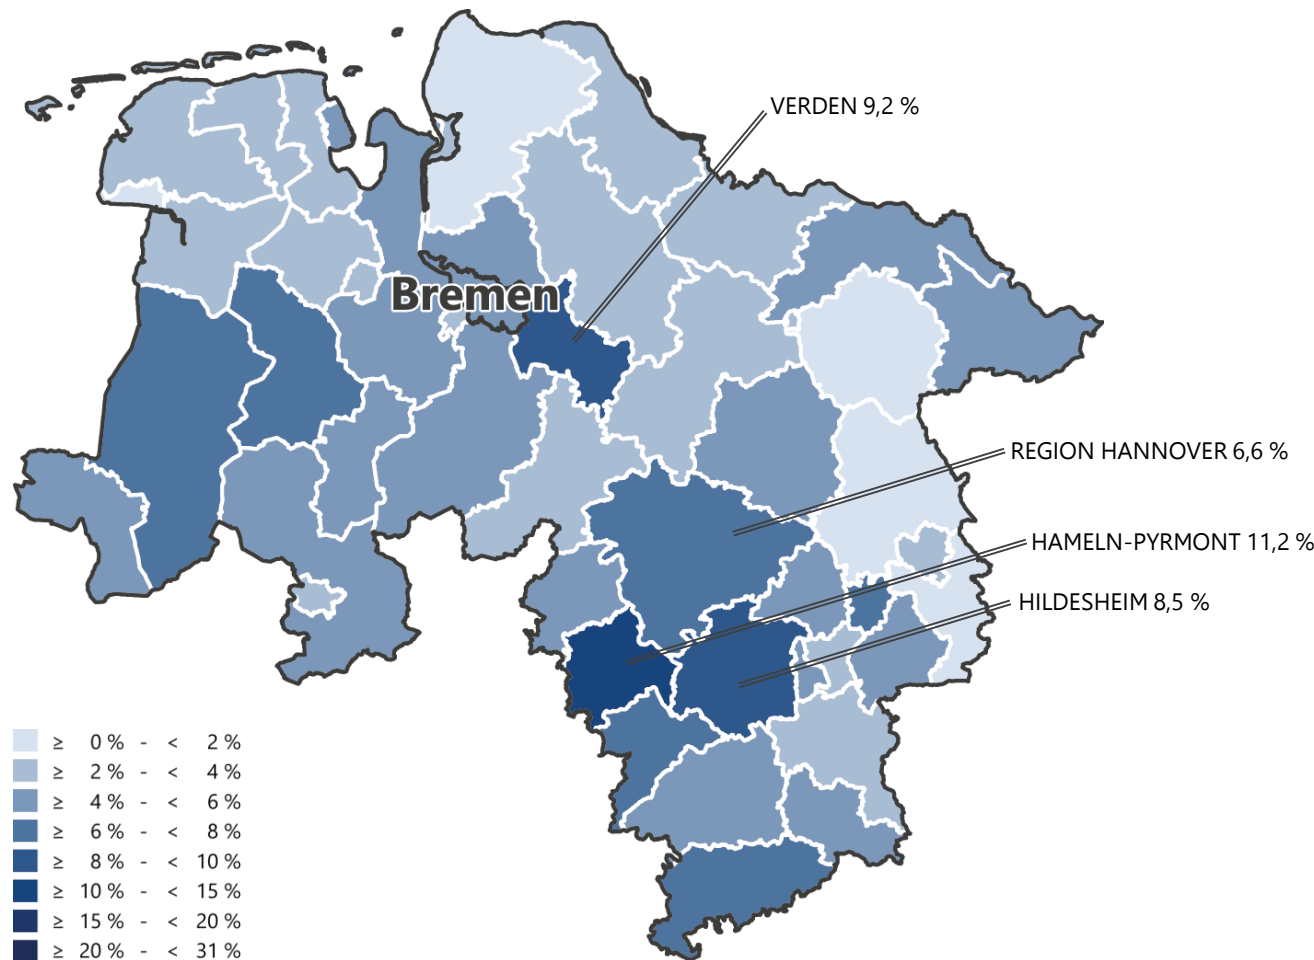 VERDEN 9,2 %
Bremen
REGION HANNOVER 6,6 %
HAMELN-PYRMONT 11,2 %
HILDESHEIM 8,5 %
≥ 0 % - < 2 %
≥ 2 % - < 4 %
≥ 4 % - < 6 %
≥ 6 % - < 8 %
≥ 8 % - < 10 %
≥ 10 % - < 15 %
≥ 15 % - < 20 %
≥ 20 % - < 31 %